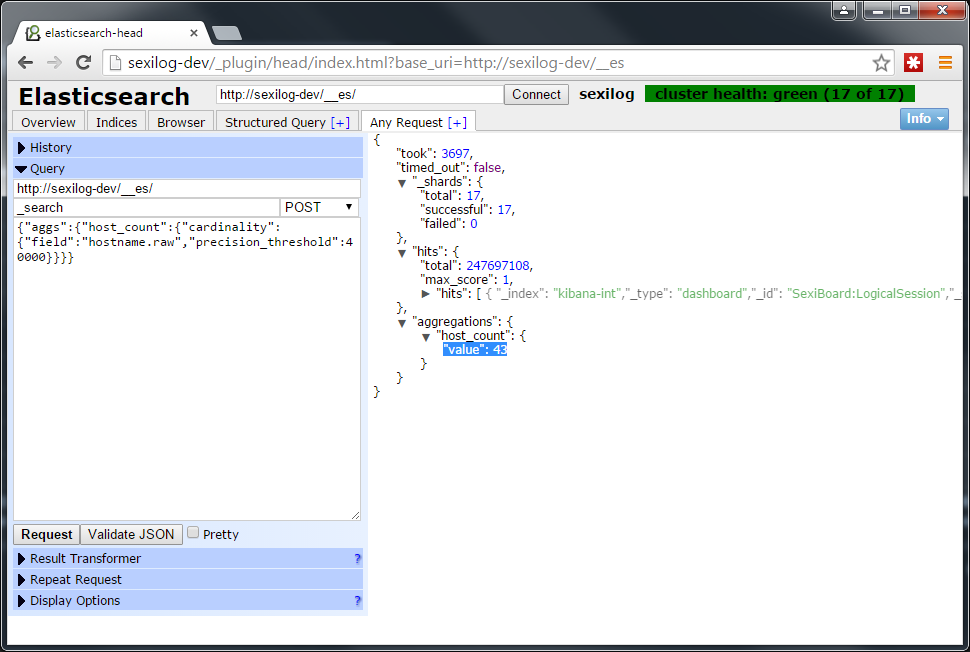 elasticsearch-head
sexilog-dev/_plugin/head/index.html?base_uri=http://sexilog-dev/__es
Elasticsearch
http://sexilog-dev/__es/
Connect
sexilog
cluster health: green (17 of 17)
Overview
Indices
Browser
Structured Query [+]
Any Request [+]
Info
History
Query
http://sexilog-dev/__es/
_search
POST
{"aggs":{"host_count":{"cardinality":
{"field":"hostname.raw","precision_threshold":4
0000}}}}
Request
Validate JSON
Pretty
Result Transformer ?
Repeat Request
Display Options ?
{
"took": 3697,
"timed_out": false,
"_shards": {
"total": 17,
"successful": 17,
"failed": 0
},
"hits": {
"total": 247697108,
"max_score": 1,
"hits": [ { "_index": "kibana-int","_type": "dashboard","_id": "SexiBoard:LogicalSession","_
},
"aggregations": {
"host_count": {
"value": 43
}
}
}